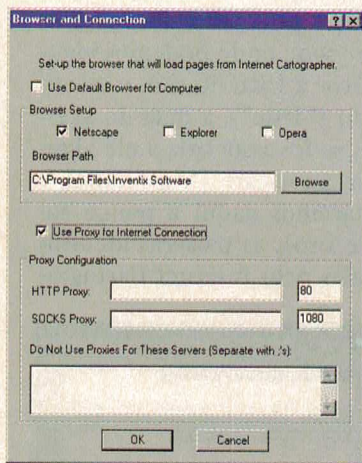 Browser and Connection
Set-up the browser that will load pages from Internet Cartographer.
Use Default Browser for Computer
Browser Setup
Netscape Explorer Opera
Browser Path
C:\Program Files\Inventix Software Browse
Use Proxy for Internet Connection
Proxy Configuration
HTTP Proxy: 80
SOCKS Proxy: 1080
Do Not Use Proxies For These Servers (Separate with ;'s):
OK Cancel